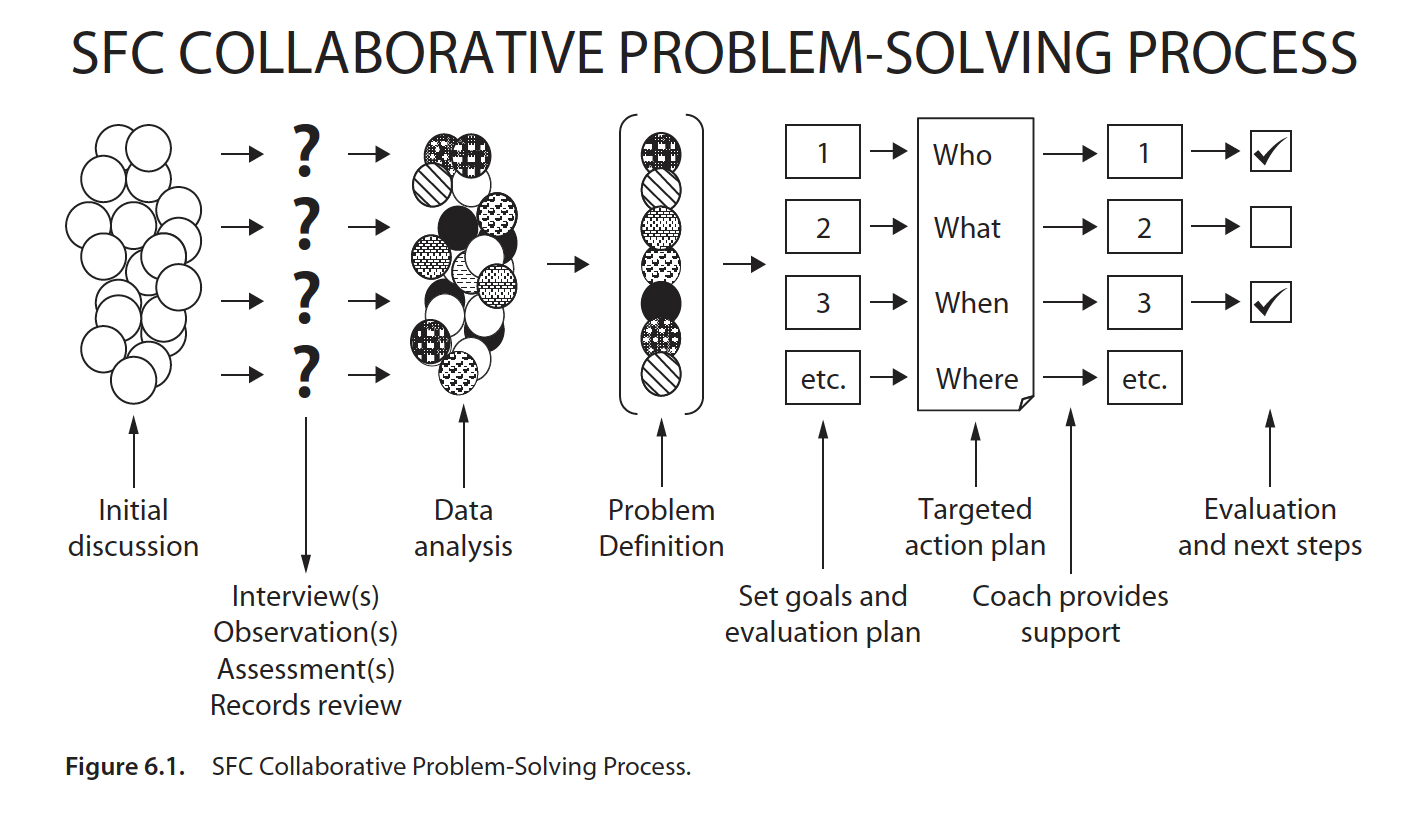 SFC COLLABORATIVE PROBLEM-SOLVING PROCESS
?
?
?
?
1
2
3
etc.
Who
What
When
Where
1
2
3
etc.
Initial
discussion
Interview(s)
Observation(s)
Assessment(s)
Records review
Data
analysis
Problem
Definition
Set goals and
evaluation plan
Targeted
action plan
Coach provides
support
Evaluation
and next steps
Figure 6.1. SFC Collaborative Problem-Solving Process.